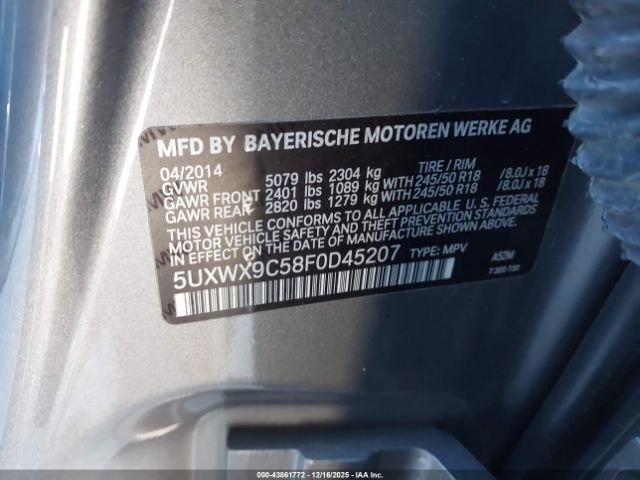 MFD BY BAYERISCHE MOTOREN WERKE AG
04/2014
GVWR 5079 lbs 2304 kg TIRE / RIM
GAWR FRONT 2401 lbs 1089 kg WITH 245/50 R18 /8.0J x 18
GAWR REAR 2820 lbs 1279 kg WITH 245/50 R18 /8.0J x 18
THIS VEHICLE CONFORMS TO ALL APPLICABLE U.S. FEDERAL
MOTOR VEHICLE SAFETY AND THEFT PREVENTION STANDARDS
IN EFFECT ON THE DATE OF MANUFACTURE SHOWN ABOVE.
5UXWX9C58F0D45207 TYPE: MPV A52M
7 300 730
000-43861772 | 12/16/2025 | IAA Inc.